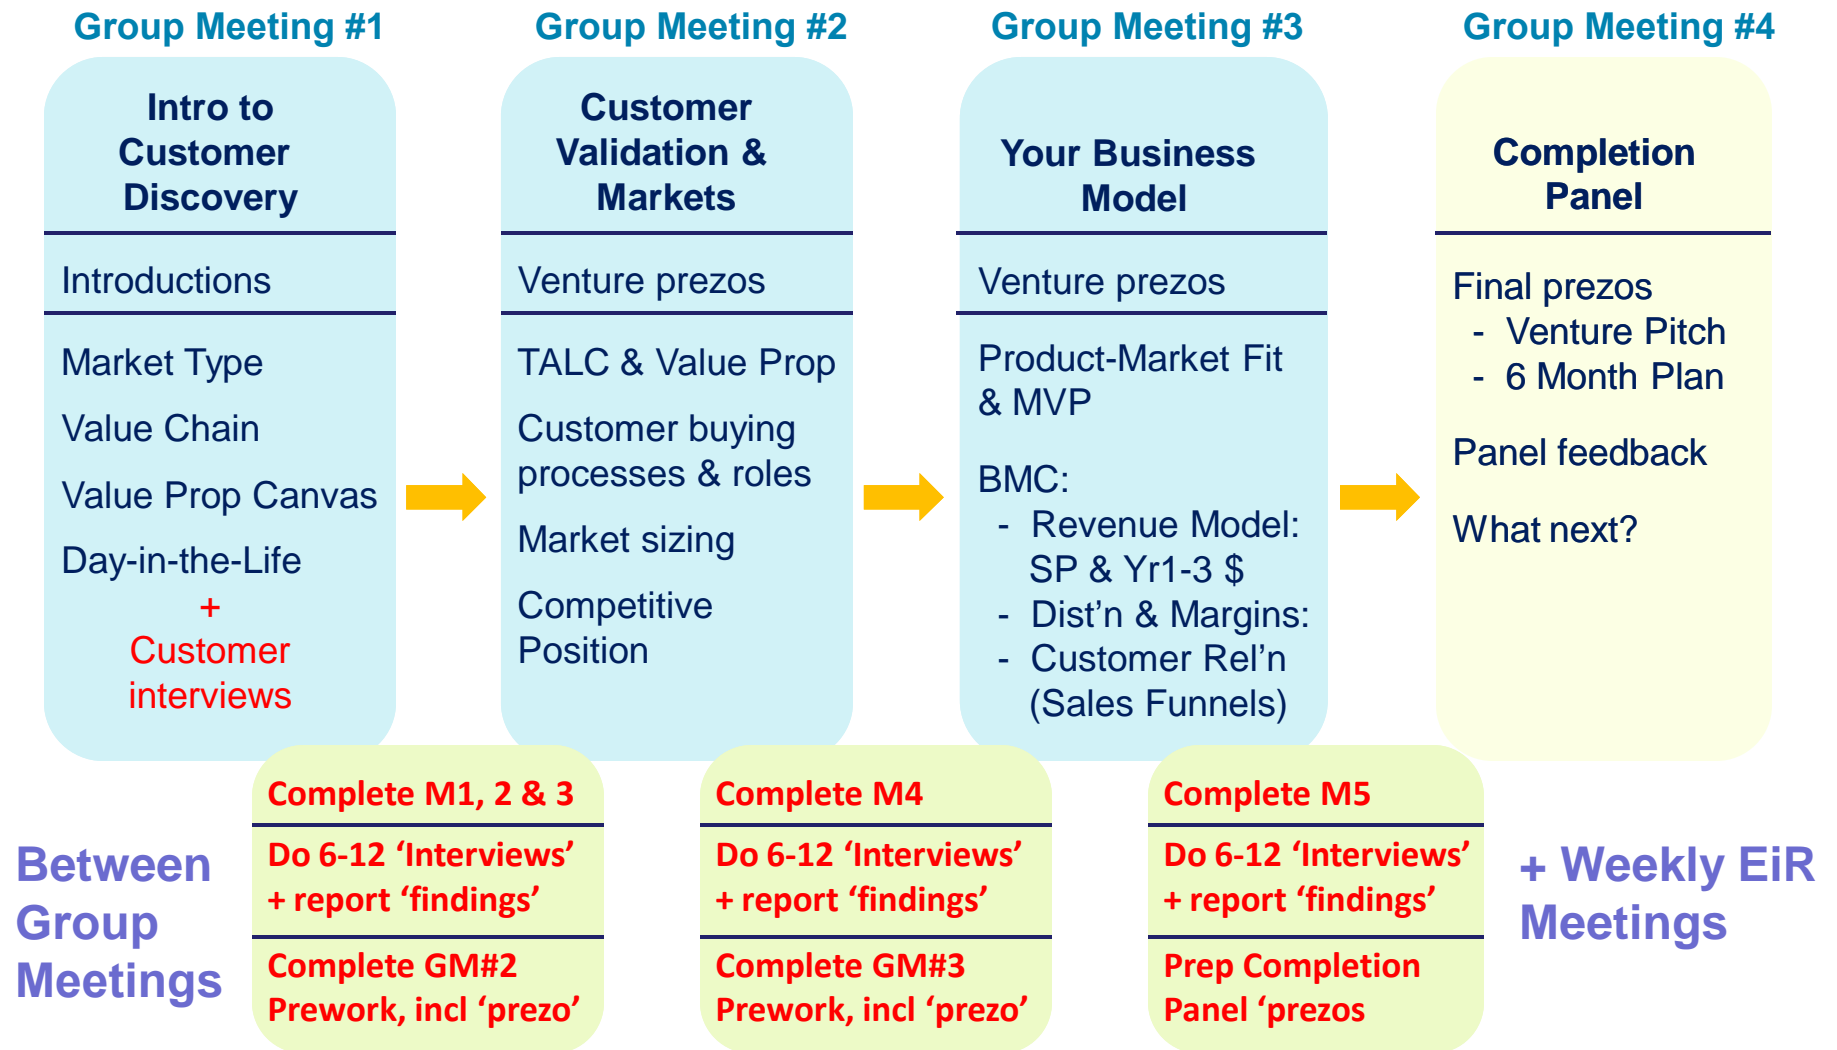 Group Meeting #1
Intro to
Customer
Discovery
Introductions
Market Type
Value Chain
Value Prop Canvas
Day-in-the-Life
+
Customer
interviews
Group Meeting #2
Customer
Validation &
Markets
Venture prezos
TALC & Value Prop
Customer buying
processes & roles
Market sizing
Competitive
Position
Group Meeting #3
Your Business
Model
Venture prezos
Product-Market Fit
& MVP
BMC:
- Revenue Model:
SP & Yr1-3 $
- Dist’n & Margins:
- Customer Rel’n
(Sales Funnels)
Group Meeting #4
Completion
Panel
Final prezos
- Venture Pitch
- 6 Month Plan
Panel feedback
What next?
Between
Group
Meetings
Complete M1, 2 & 3
Do 6-12 ‘Interviews’
+ report ‘findings’
Complete GM#2
Prework, incl ‘prezo’
Complete M4
Do 6-12 ‘Interviews’
+ report ‘findings’
Complete GM#3
Prework, incl ‘prezo’
Complete M5
Do 6-12 ‘Interviews’
+ report ‘findings’
Prep Completion
Panel ‘prezos
+ Weekly EiR
Meetings